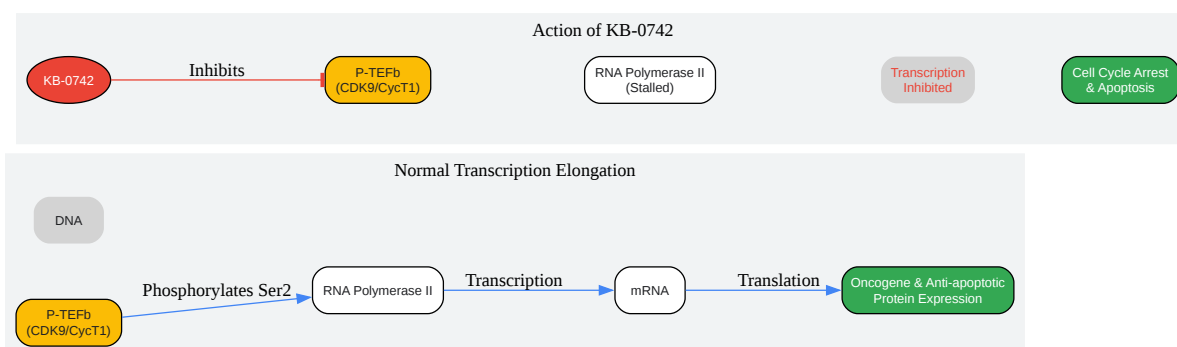 Action of KB-0742
KB-0742
Inhibits
P-TEFb
(CDK9/CycT1)
RNA Polymerase II
(Stalled)
Transcription
Inhibited
Cell Cycle Arrest
& Apoptosis
Normal Transcription Elongation
DNA
P-TEFb
(CDK9/CycT1)
Phosphorylates Ser2
RNA Polymerase II
Transcription
mRNA
Translation
Oncogene & Anti-apoptotic
Protein Expression